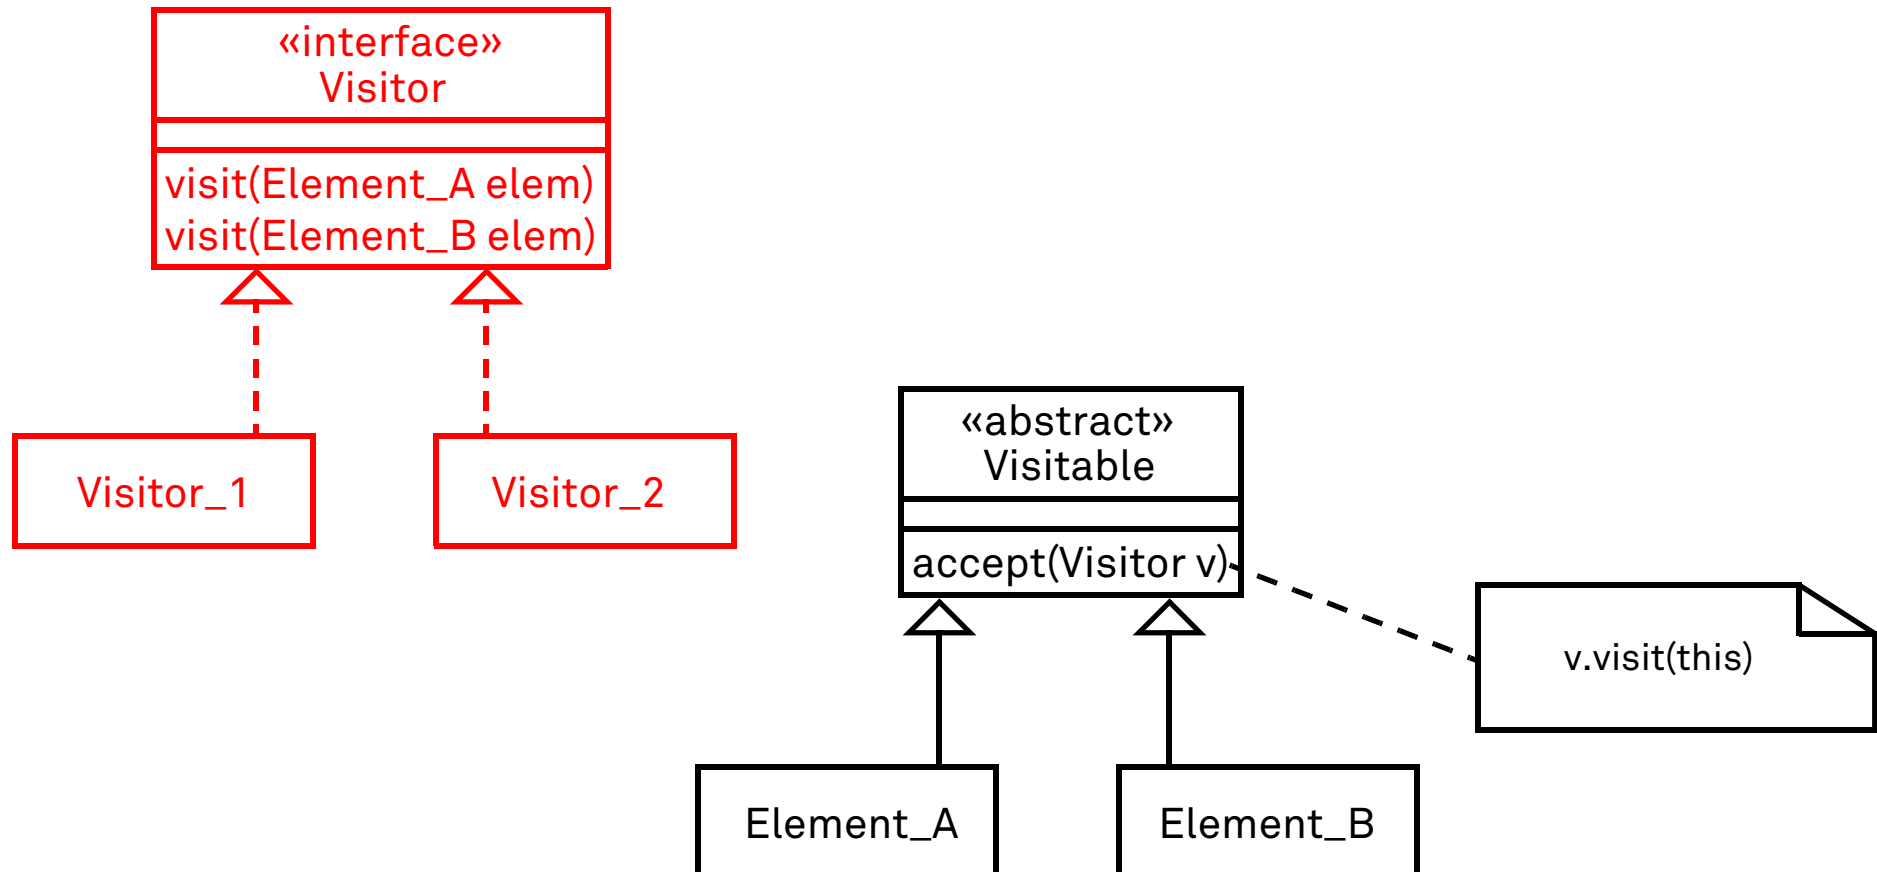 «interface»
Visitor
visit(Element_A elem)
visit(Element_B elem)
Visitor_1
Visitor_2
«abstract»
Visitable
accept(Visitor v)
v.visit(this)
Element_A
Element_B